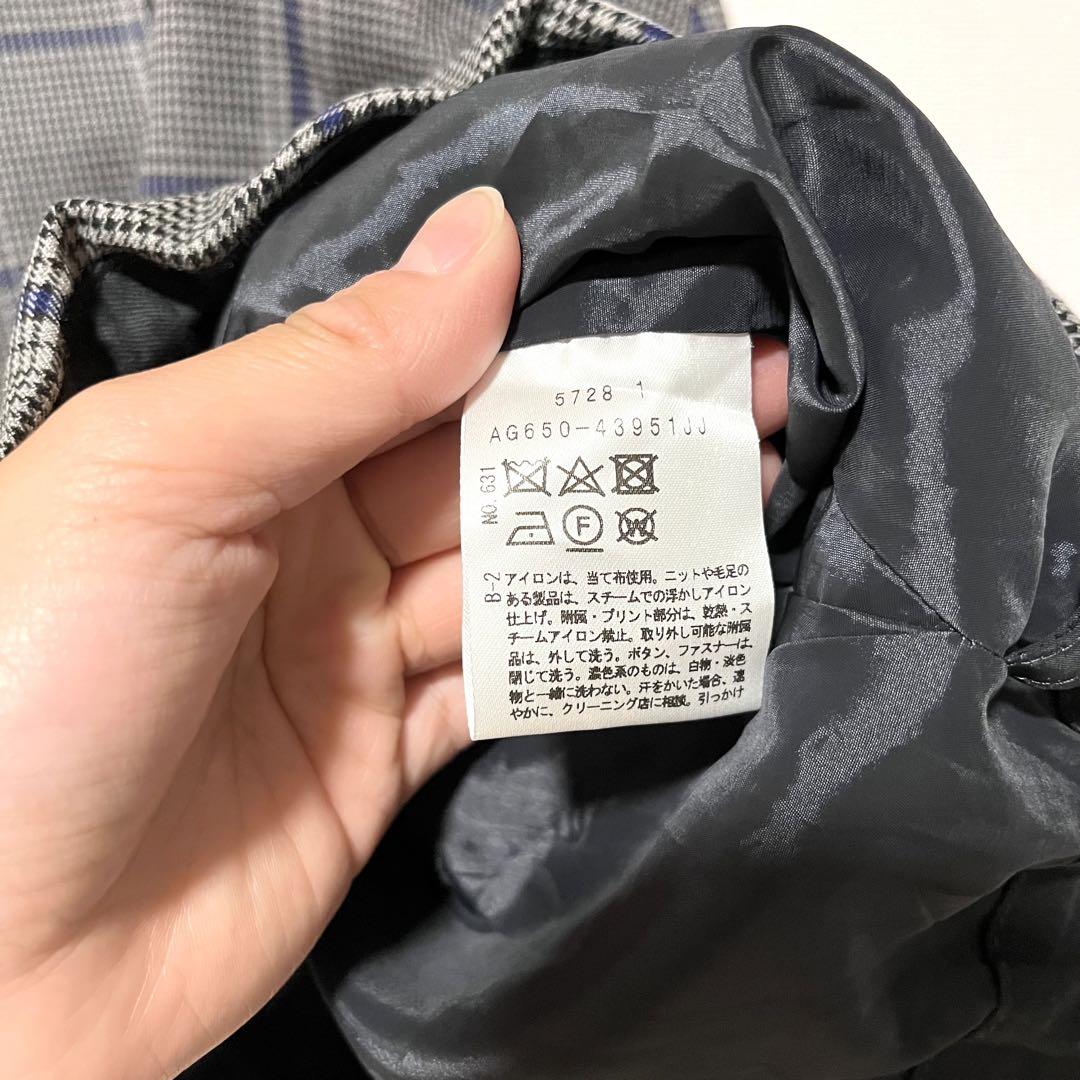 5728 1
AG650-43951JJ
NO.631
F
W
B-2
アイロンは、当て布使用。ニットや毛足の
ある製品は、スチームでの浮かしアイロン
仕上げ。附属・プリント部分は、乾熱・ス
チームアイロン禁止。取り外し可能な附属
品は、外して洗う。ボタン、ファスナーは、
閉じて洗う。濃色系のものは、白物・淡色
物と一緒に洗わない。汗をかいた場合、速
やかに、クリーニング店に相談。引っかけ